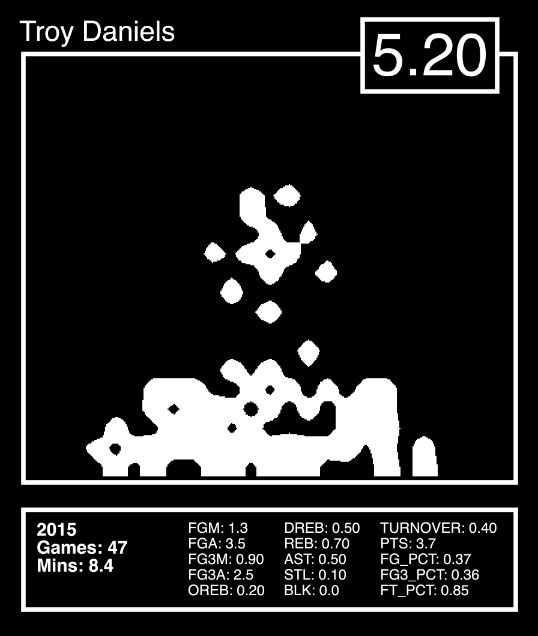 Troy Daniels
5.20
2015
Games: 47
Mins: 8.4
FGM: 1.3
FGA: 3.5
FG3M: 0.90
FG3A: 2.5
OREB: 0.20
DREB: 0.50
REB: 0.70
AST: 0.50
STL: 0.10
BLK: 0.0
TURNOVER: 0.40
PTS: 3.7
FG_PCT: 0.37
FG3_PCT: 0.36
FT_PCT: 0.85